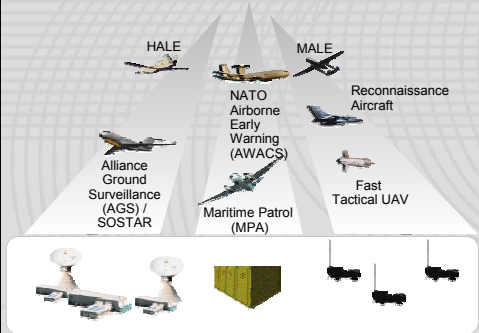 HALE
MALE
NATO
Airborne
Early
Warning
(AWACS)
Reconnaissance
Aircraft
Alliance
Ground
Surveillance
(AGS) /
SOSTAR
Maritime Patrol
(MPA)
Fast
Tactical UAV